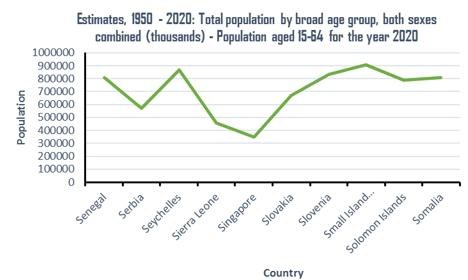 Estimates, 1950 - 2020: Total population by broad age group, both sexes
combined (thousands) - Population aged 15-64 for the year 2020
1000000
900000
800000
700000
600000
500000
400000
300000
200000
100000
0
Population
Senegal
Serbia
Seychelles
Sierra Leone
Singapore
Slovakia
Slovenia
Small Island...
Solomon Islands
Somalia
Country